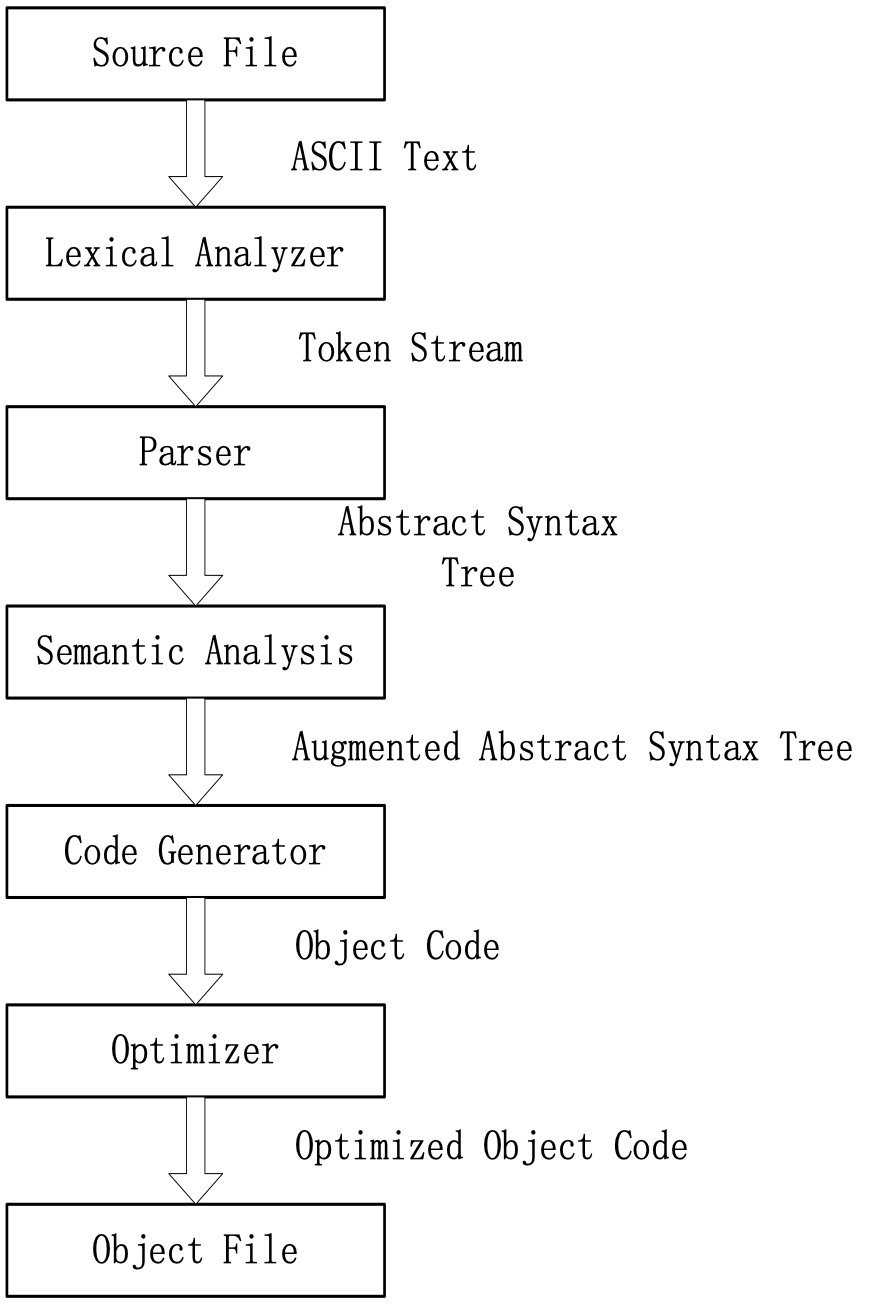 Source File
ASCII Text
Lexical Analyzer
Token Stream
Parser
Abstract Syntax
Tree
Semantic Analysis
Augmented Abstract Syntax Tree
Code Generator
Object Code
Optimizer
Optimized Object Code
Object File